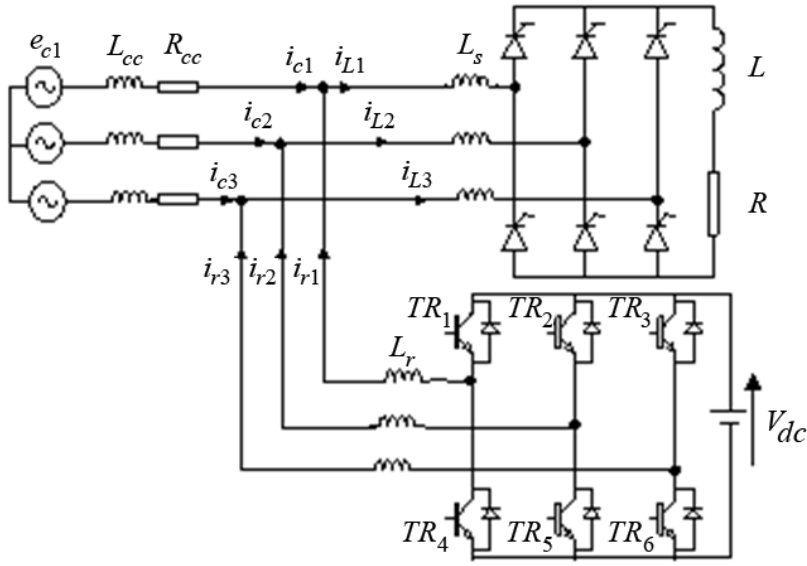 e_c1 L_cc R_cc i_c1 i_L1 L_s L
i_c2 i_L2
i_c3 i_L3 R
i_r3 i_r2 i_r1
TR_1 TR_2 TR_3
L_r
V_dc
TR_4 TR_5 TR_6